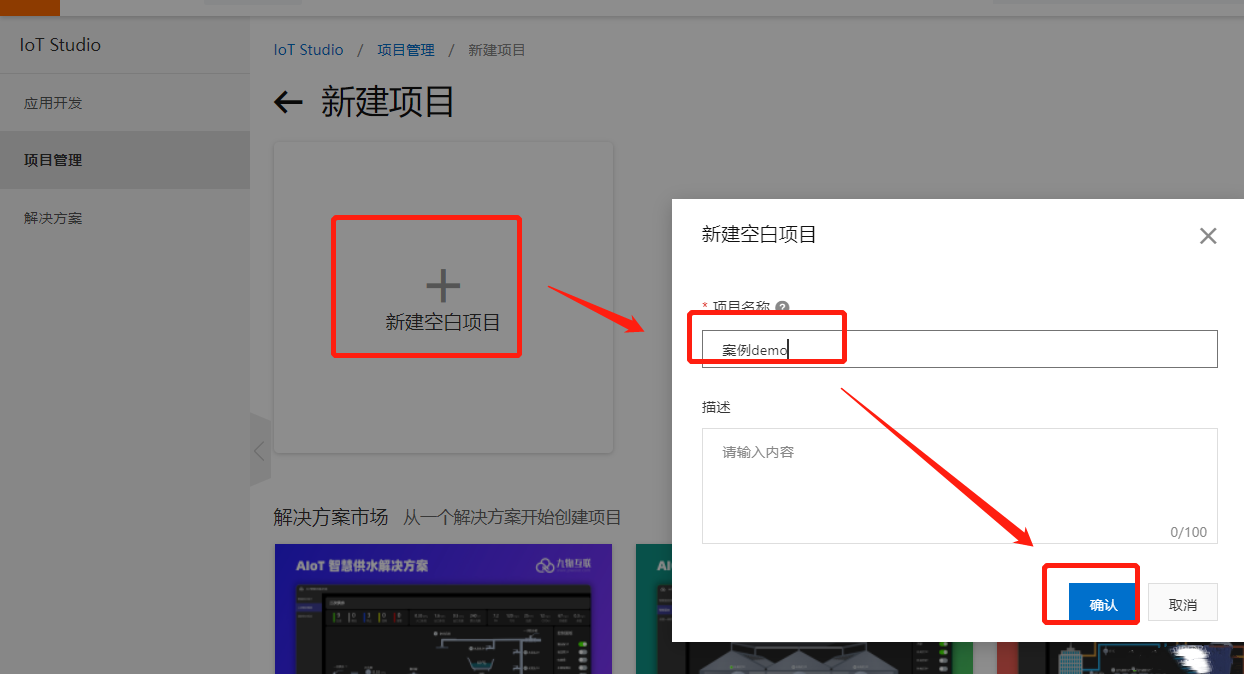 IoT Studio
应用开发
项目管理
解决方案
IoT Studio / 项目管理 / 新建项目
新建项目
新建空白项目
新建空白项目
* 项目名称
案例demo
描述
请输入内容
0/100
确认
取消
解决方案市场 从一个解决方案开始创建项目
AIoT 智慧供水解决方案
九物互联